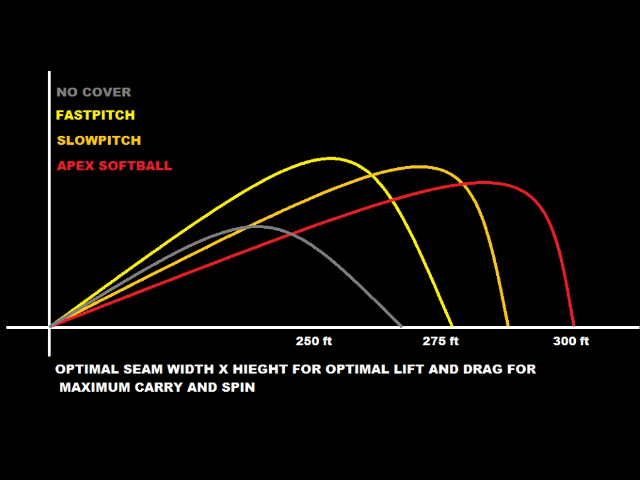 NO COVER
FASTPITCH
SLOWPITCH
APEX SOFTBALL
250 ft 275 ft 300 ft
OPTIMAL SEAM WIDTH X HIEGHT FOR OPTIMAL LIFT AND DRAG FOR
MAXIMUM CARRY AND SPIN